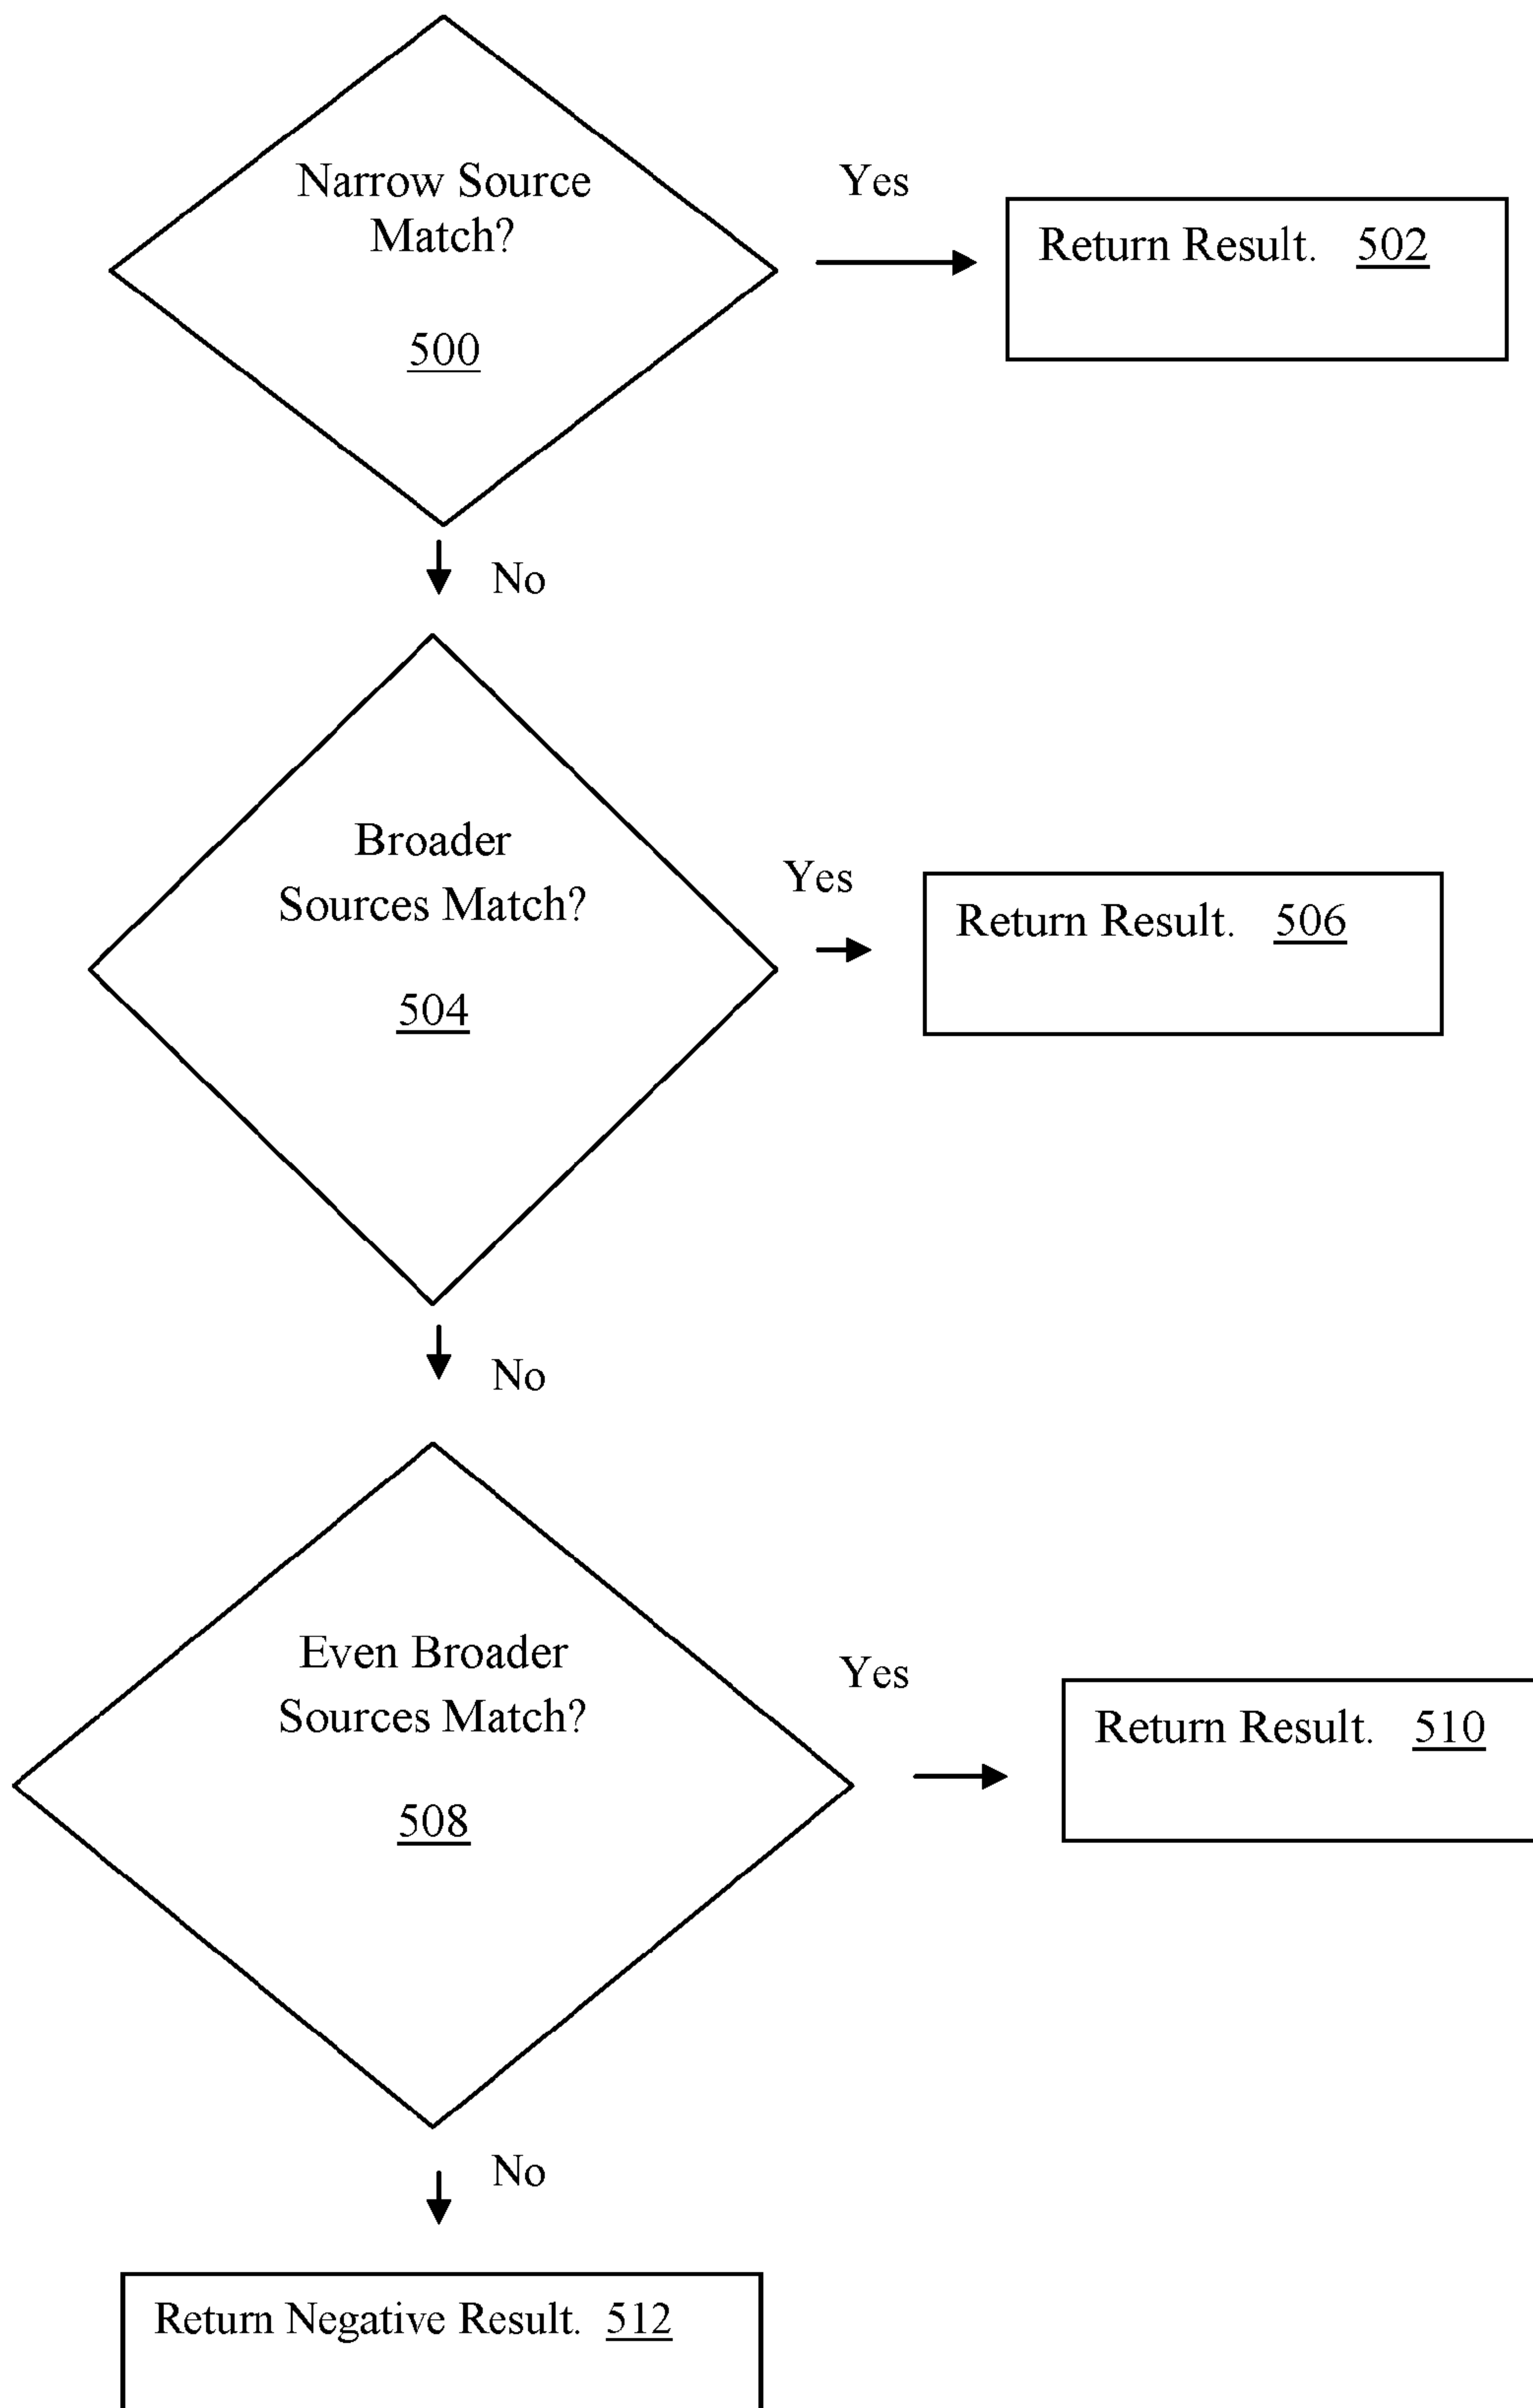 Narrow Source
Match?
500
Yes
Return Result. 502
No
Broader
Sources Match?
504
Yes
Return Result. 506
No
Even Broader
Sources Match?
508
Yes
Return Result. 510
No
Return Negative Result. 512